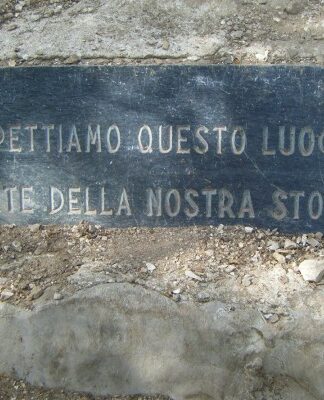 PETTIAMO QUESTO LUOG
TE DELLA NOSTRA STO